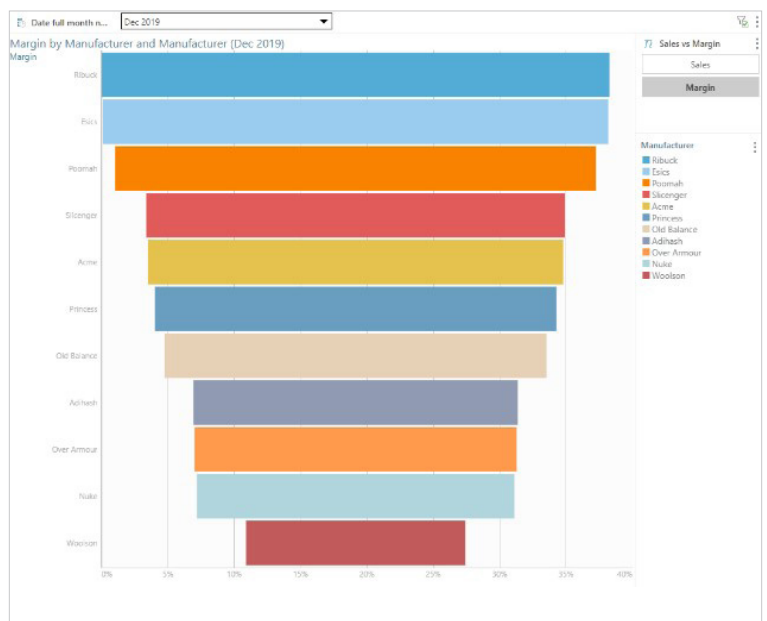 Date full month n... Dec 2019
Margin by Manufacturer and Manufacturer (Dec 2019)
Margin
Ribuck
Esics
Poomah
Slicenger
Acme
Princess
Old Balance
Adihash
Over Armour
Nuke
Woolson
0% 5% 10% 15% 20% 25% 30% 35% 40%
Sales vs Margin
Sales
Margin
Manufacturer
Ribuck
Esics
Poomah
Slicenger
Acme
Princess
Old Balance
Adihash
Over Armour
Nuke
Woolson